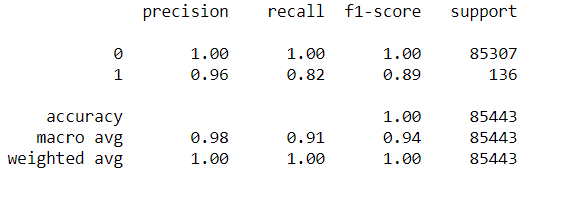 precision recall f1-score support
0 1.00 1.00 1.00 85307
1 0.96 0.82 0.89 136
accuracy 1.00 85443
macro avg 0.98 0.91 0.94 85443
weighted avg 1.00 1.00 1.00 85443